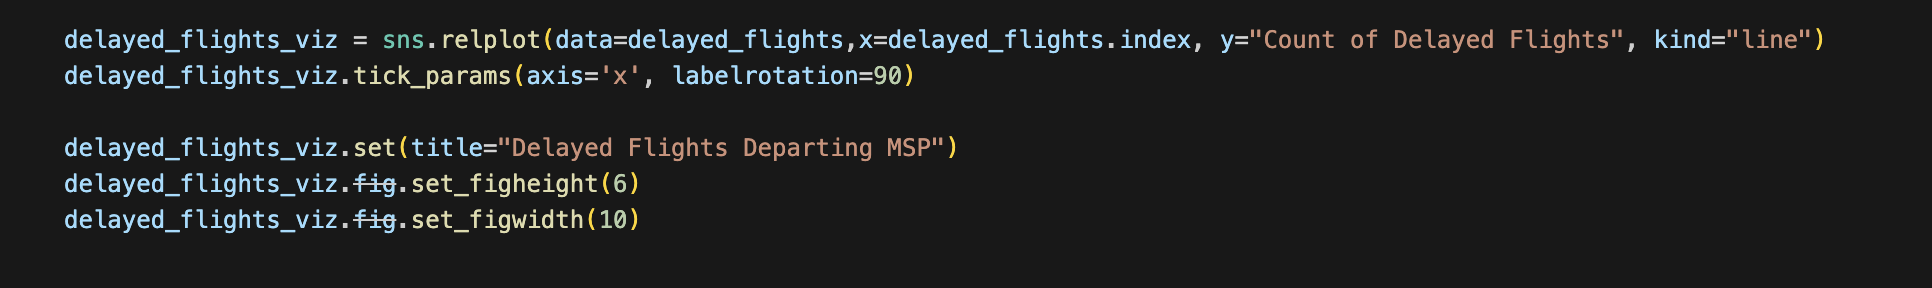 delayed_flights_viz = sns.relplot(data=delayed_flights,x=delayed_flights.index, y="Count of Delayed Flights", kind="line")
delayed_flights_viz.tick_params(axis='x', labelrotation=90)
delayed_flights_viz.set(title="Delayed Flights Departing MSP")
delayed_flights_viz.fig.set_figheight(6)
delayed_flights_viz.fig.set_figwidth(10)